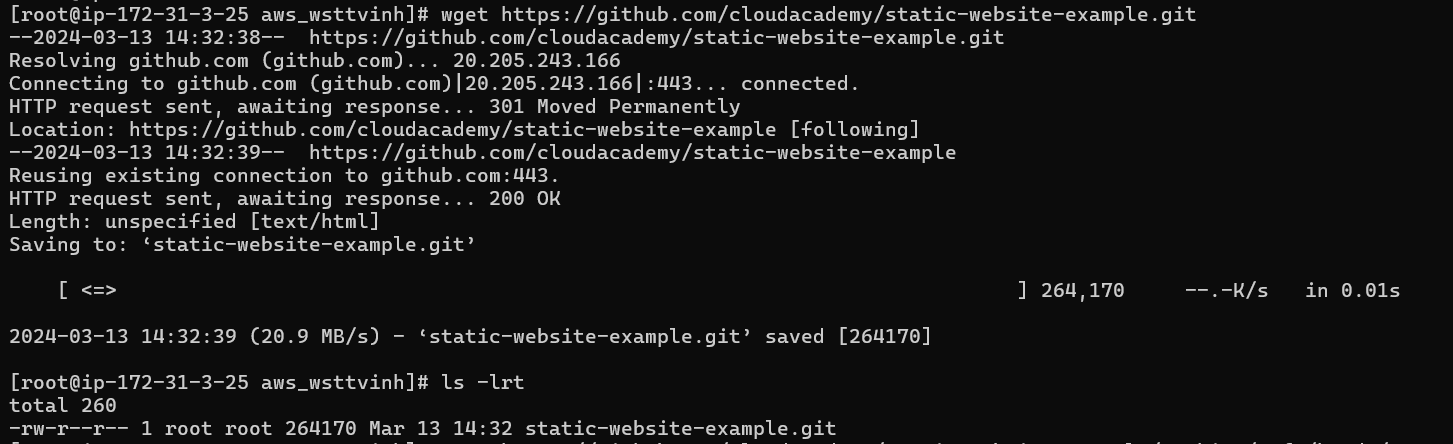 [root@ip-172-31-3-25 aws_wsttvinh]# wget https://github.com/cloudacademy/static-website-example.git
--2024-03-13 14:32:38--  https://github.com/cloudacademy/static-website-example.git
Resolving github.com (github.com)... 20.205.243.166
Connecting to github.com (github.com)|20.205.243.166|:443... connected.
HTTP request sent, awaiting response... 301 Moved Permanently
Location: https://github.com/cloudacademy/static-website-example [following]
--2024-03-13 14:32:39--  https://github.com/cloudacademy/static-website-example
Reusing existing connection to github.com:443.
HTTP request sent, awaiting response... 200 OK
Length: unspecified [text/html]
Saving to: ‘static-website-example.git’
[ <=> ] 264,170 --.-K/s in 0.01s
2024-03-13 14:32:39 (20.9 MB/s) - ‘static-website-example.git’ saved [264170]
[root@ip-172-31-3-25 aws_wsttvinh]# ls -lrt
total 260
-rw-r--r-- 1 root root 264170 Mar 13 14:32 static-website-example.git